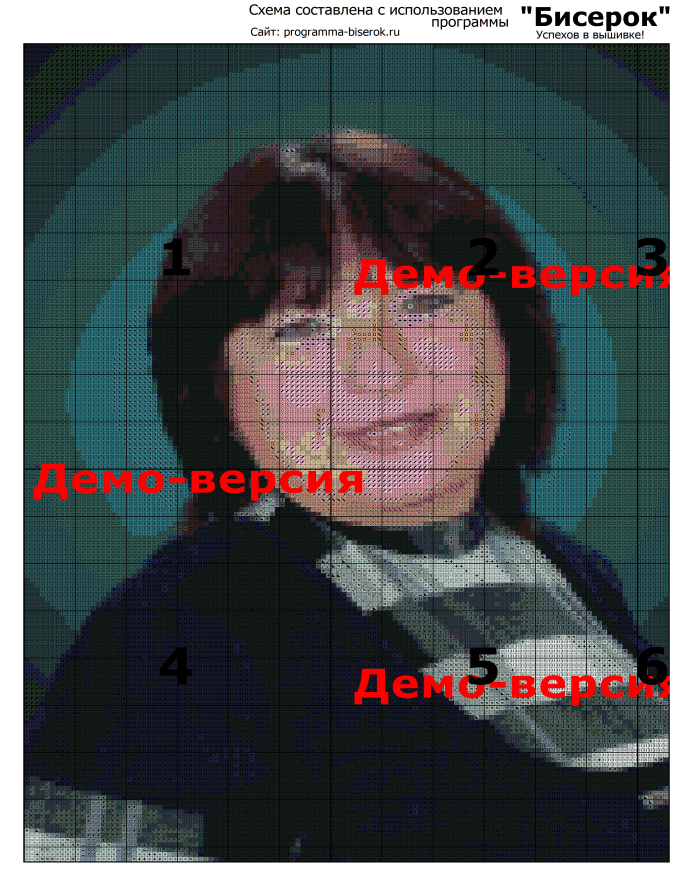 Схема составлена с использованием
программы
"Бисерок"
Сайт: programma-biserok.ru
Успехов в вышивке!
1
2
3
Демо-версия
Демо-версия
4
5
6
Демо-версия